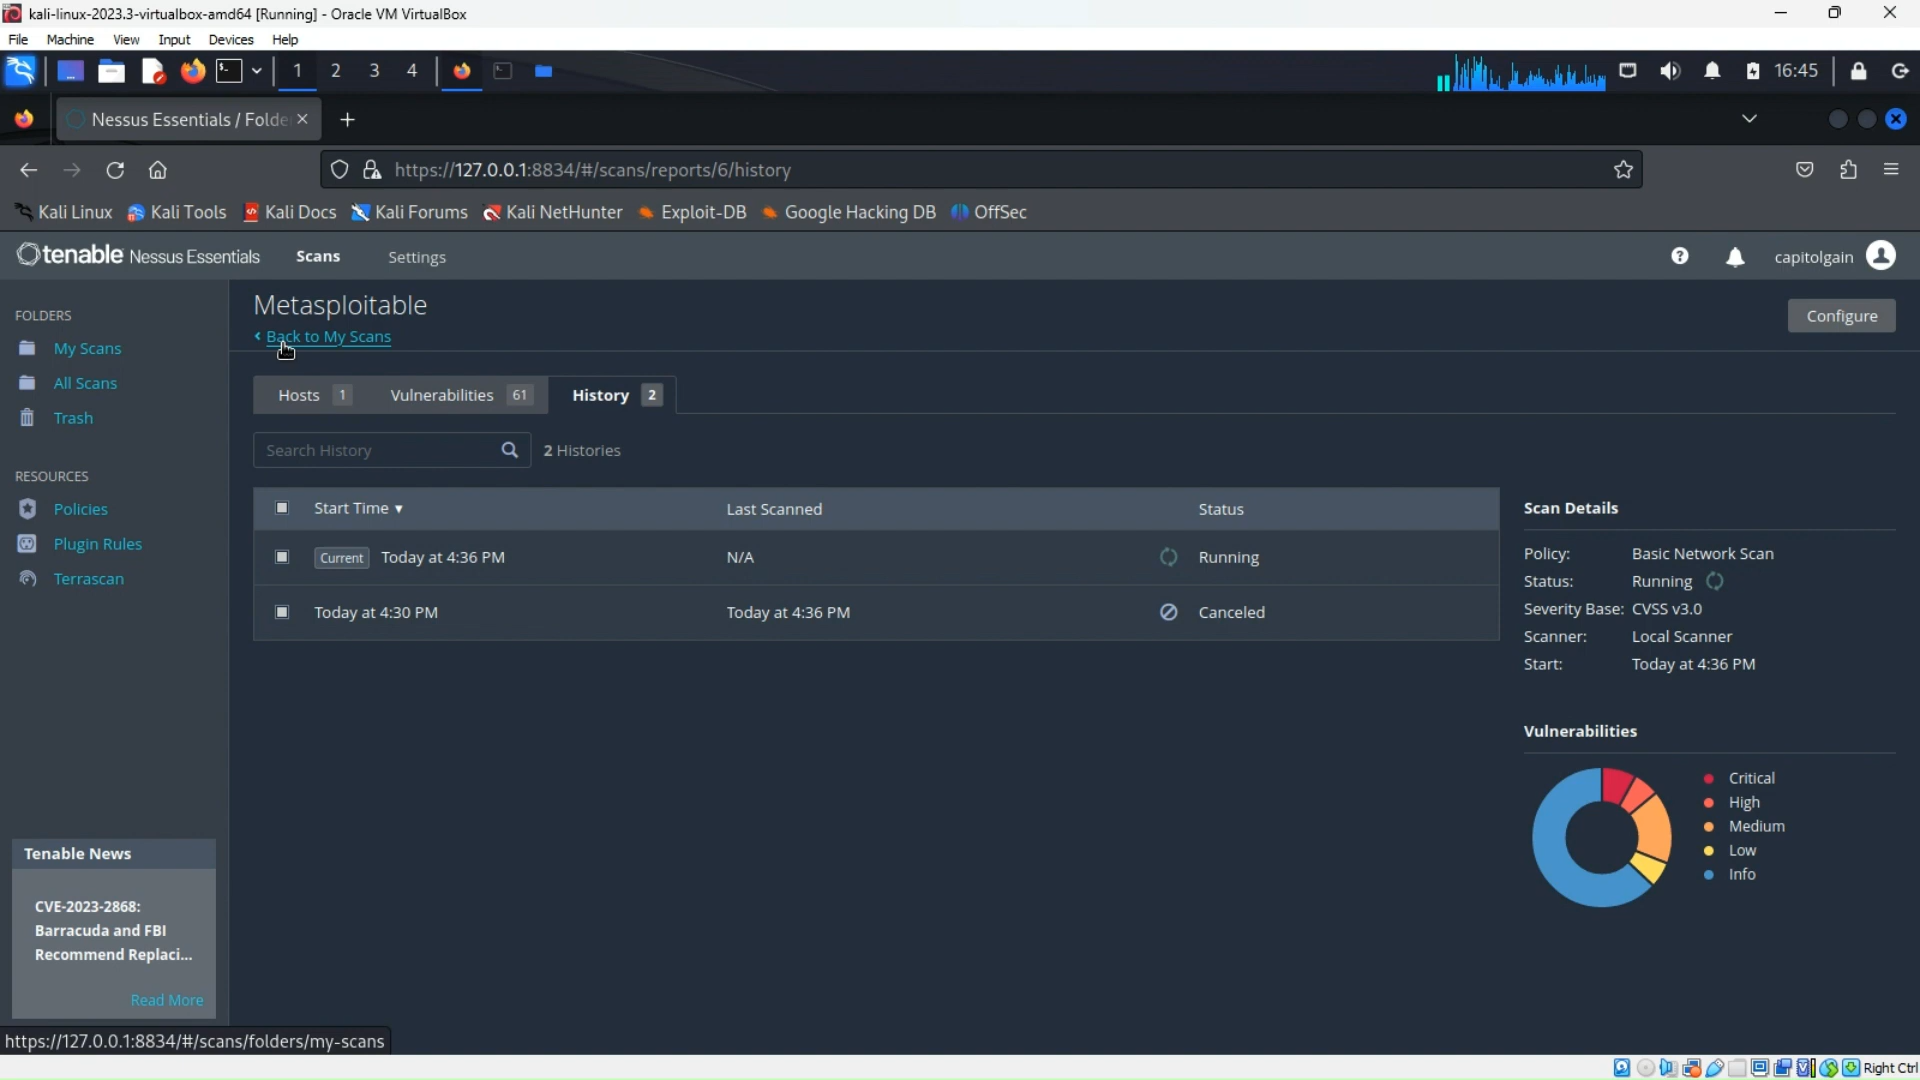 kali-linux-2023.3-virtualbox-amd64 [Running] - Oracle VM VirtualBox
File Machine View Input Devices Help
1 2 3 4 16:45
Nessus Essentials / Folde
https://127.0.0.1:8834/#/scans/reports/6/history
Kali Linux Kali Tools Kali Docs Kali Forums Kali NetHunter Exploit-DB Google Hacking DB OffSec
tenable Nessus Essentials Scans Settings capitolgain
FOLDERS
My Scans
All Scans
Trash
RESOURCES
Policies
Plugin Rules
Terrascan
Tenable News
CVE-2023-2868:
Barracuda and FBI
Recommend Replaci...
Read More
Metasploitable
Back to My Scans
Configure
Hosts 1 Vulnerabilities 61 History 2
Search History 2 Histories
Start Time Last Scanned Status
Current Today at 4:36 PM N/A Running
Today at 4:30 PM Today at 4:36 PM Canceled
Scan Details
Policy: Basic Network Scan
Status: Running
Severity Base: CVSS v3.0
Scanner: Local Scanner
Start: Today at 4:36 PM
Vulnerabilities
Critical
High
Medium
Low
Info
https://127.0.0.1:8834/#/scans/folders/my-scans
Right Ctrl